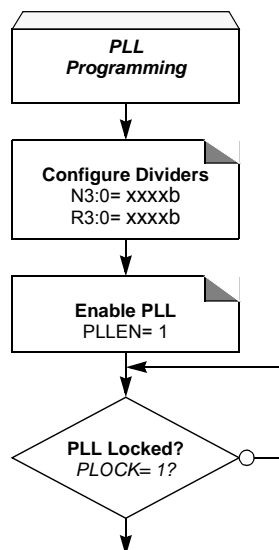 PLL
Programming
Configure Dividers
N3:0= xxxxb
R3:0= xxxxb
Enable PLL
PLLEN= 1
PLL Locked?
PLOCK= 1?